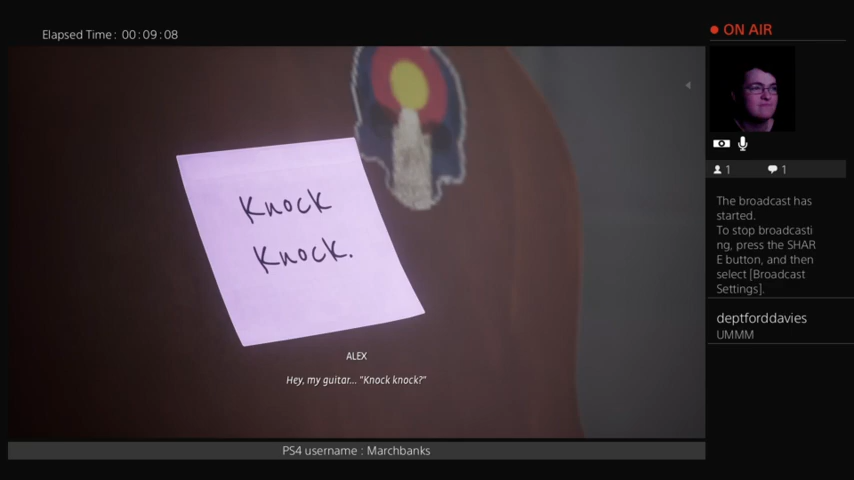 Elapsed Time: 00:09:08
ON AIR
Knock
Knock.
ALEX
Hey, my guitar... "Knock knock?"
PS4 username : Marchbanks
1
1
The broadcast has
started.
To stop broadcasti
ng, press the SHAR
E button, and then
select [Broadcast
Settings].
deptforddavies
UMMM